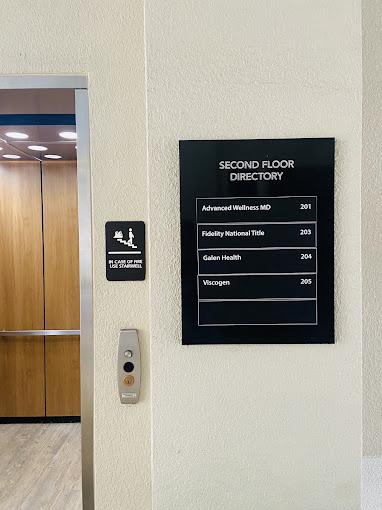 SECOND FLOOR
DIRECTORY
Advanced Wellness MD 201
Fidelity National Title 203
Galen Health 204
Viscogen 205
IN CASE OF FIRE
USE STAIRWELL